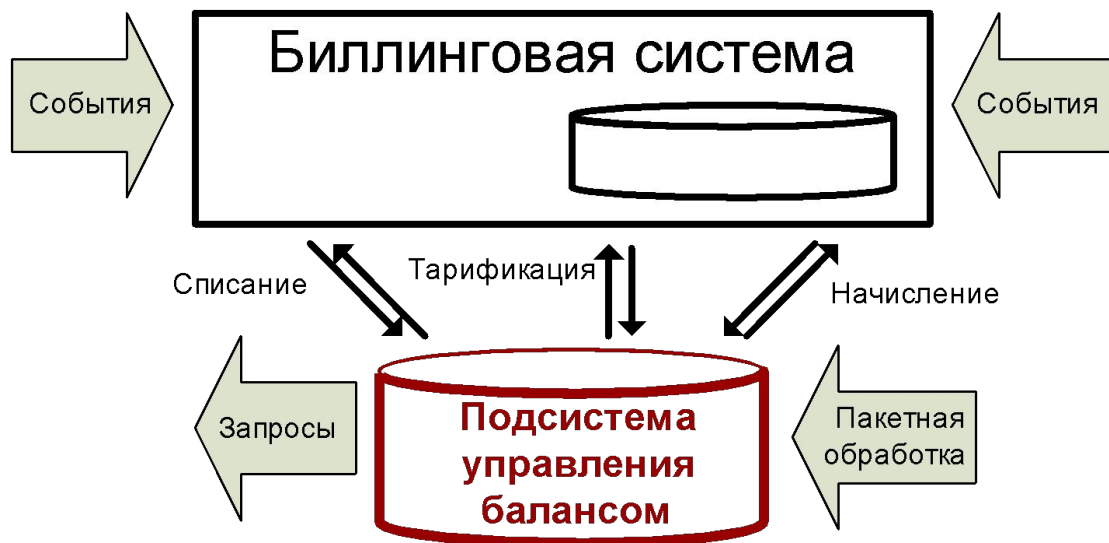 Биллинговая система
События
События
Списание
Тарификация
Начисление
Запросы
Подсистема
управления
балансом
Пакетная
обработка